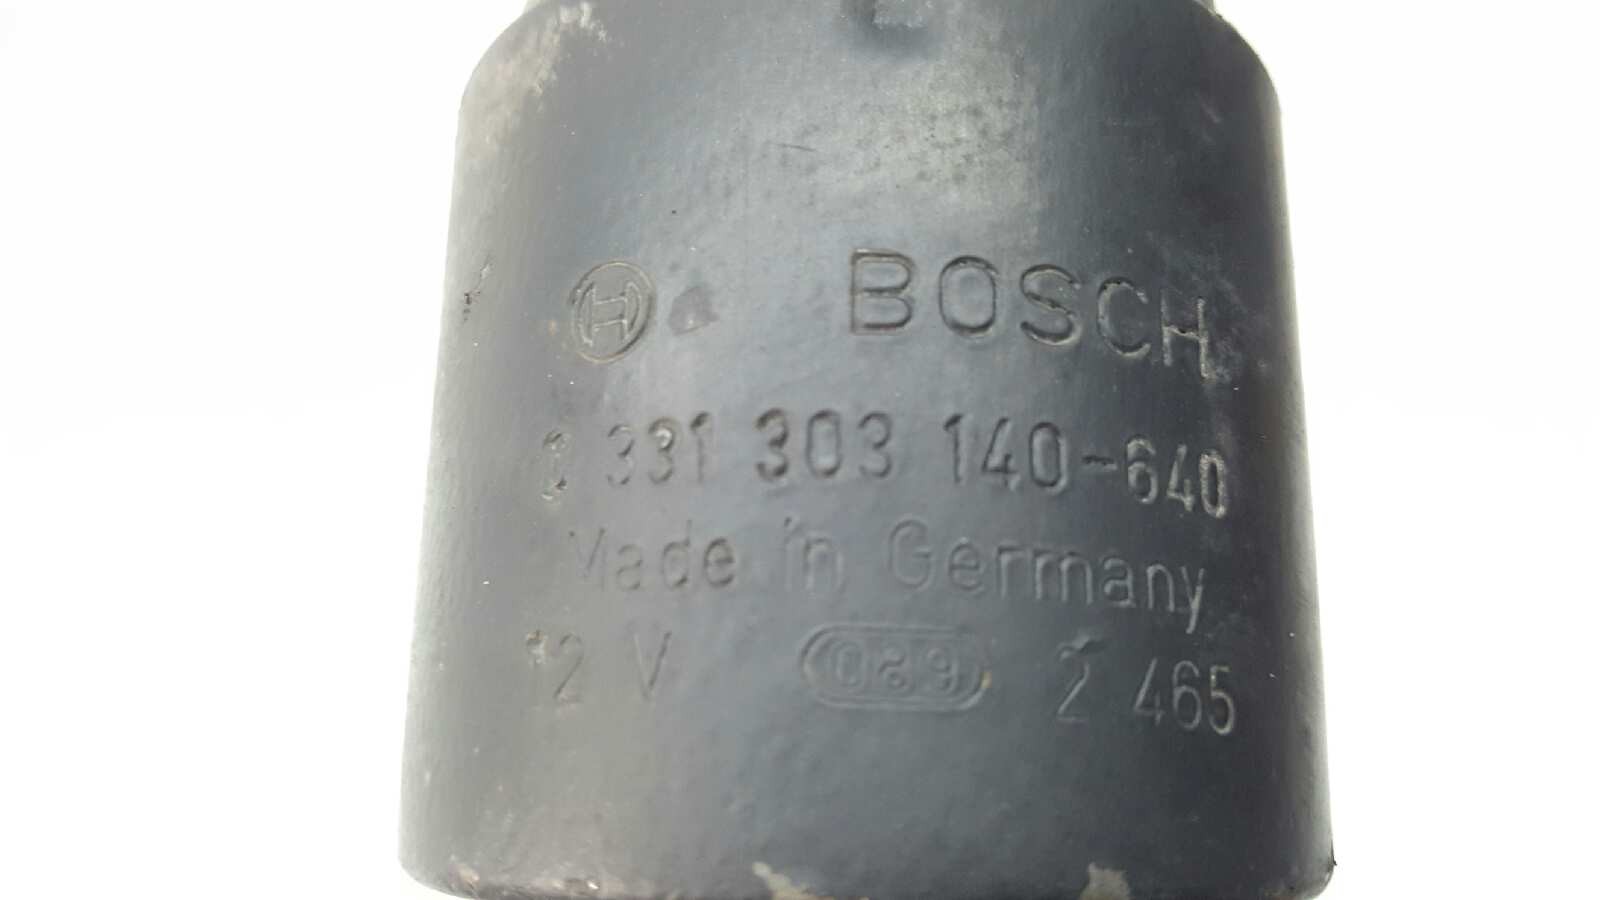 BOSCH
0 331 303 140-640
Made in Germany
12 V 089 2 465